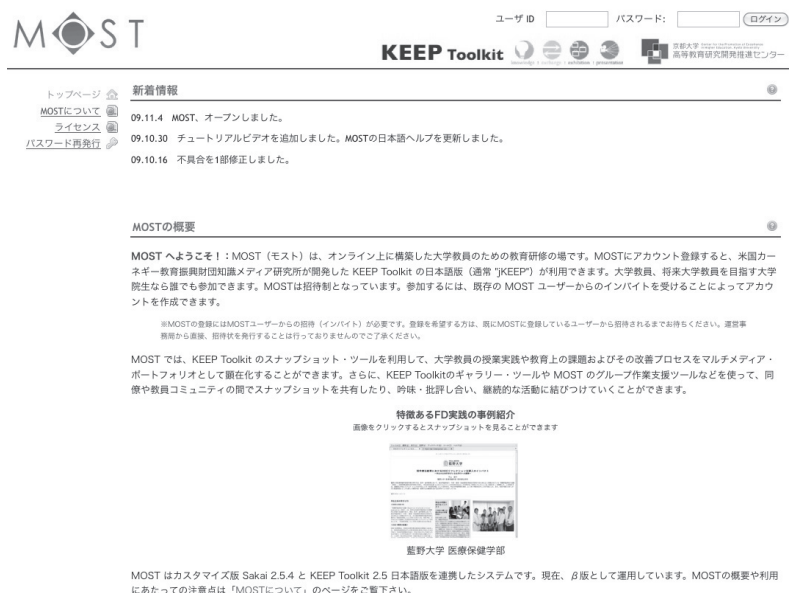 ユーザ ID パスワード: ログイン
MOST
KEEP Toolkit
京都大学
高等教育研究開発推進センター
トップページ
MOSTについて
ライセンス
パスワード再発行
新着情報
09.11.4 MOST、オープンしました。
09.10.30 チュートリアルビデオを追加しました。MOSTの日本語ヘルプを更新しました。
09.10.16 不具合を1部修正しました。
MOSTの概要
MOST へようこそ！：MOST（モスト）は、オンライン上に構築した大学教員のための教育研修の場です。MOSTにアカウント登録すると、米国カー
ネギー教育振興財団知識メディア研究所が開発した KEEP Toolkit の日本語版（通常 "jKEEP"）が利用できます。大学教員、将来大学教員を目指す大学
院生なら誰でも参加できます。MOSTは招待制となっています。参加するには、既存の MOST ユーザーからのインバイトを受けることによってアカウ
ントを作成できます。
※MOSTの登録にはMOSTユーザーからの招待（インバイト）が必要です。登録を希望する方は、既にMOSTに登録しているユーザーから招待されるまでお待ちください。運営事
務局から直接、招待状を発行することは行っておりませんのでご了承ください。
MOST では、KEEP Toolkit のスナップショット・ツールを利用して、大学教員の授業実践や教育上の課題およびその改善プロセスをマルチメディア・
ポートフォリオとして顕在化することができます。さらに、KEEP Toolkitのギャラリー・ツールや MOST のグループ作業支援ツールなどを使って、同
僚や教員コミュニティの間でスナップショットを共有したり、吟味・批評し合い、継続的な活動に結びつけていくことができます。
特徴あるFD実践の事例紹介
画像をクリックするとスナップショットを見ることができます
藍野大学
藍野大学 医療保健学部
MOST はカスタマイズ版 Sakai 2.5.4 と KEEP Toolkit 2.5 日本語版を連携したシステムです。現在、β版として運用しています。MOSTの概要や利用
にあたっての注意点は「MOSTについて」のページをご覧下さい。